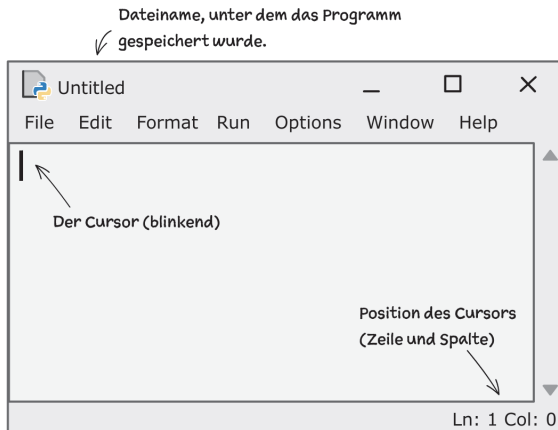 Dateiname, unter dem das Programm
gespeichert wurde.
Untitled
File Edit Format Run Options Window Help
Der Cursor (blinkend)
Position des Cursors
(Zeile und Spalte)
Ln: 1 Col: 0